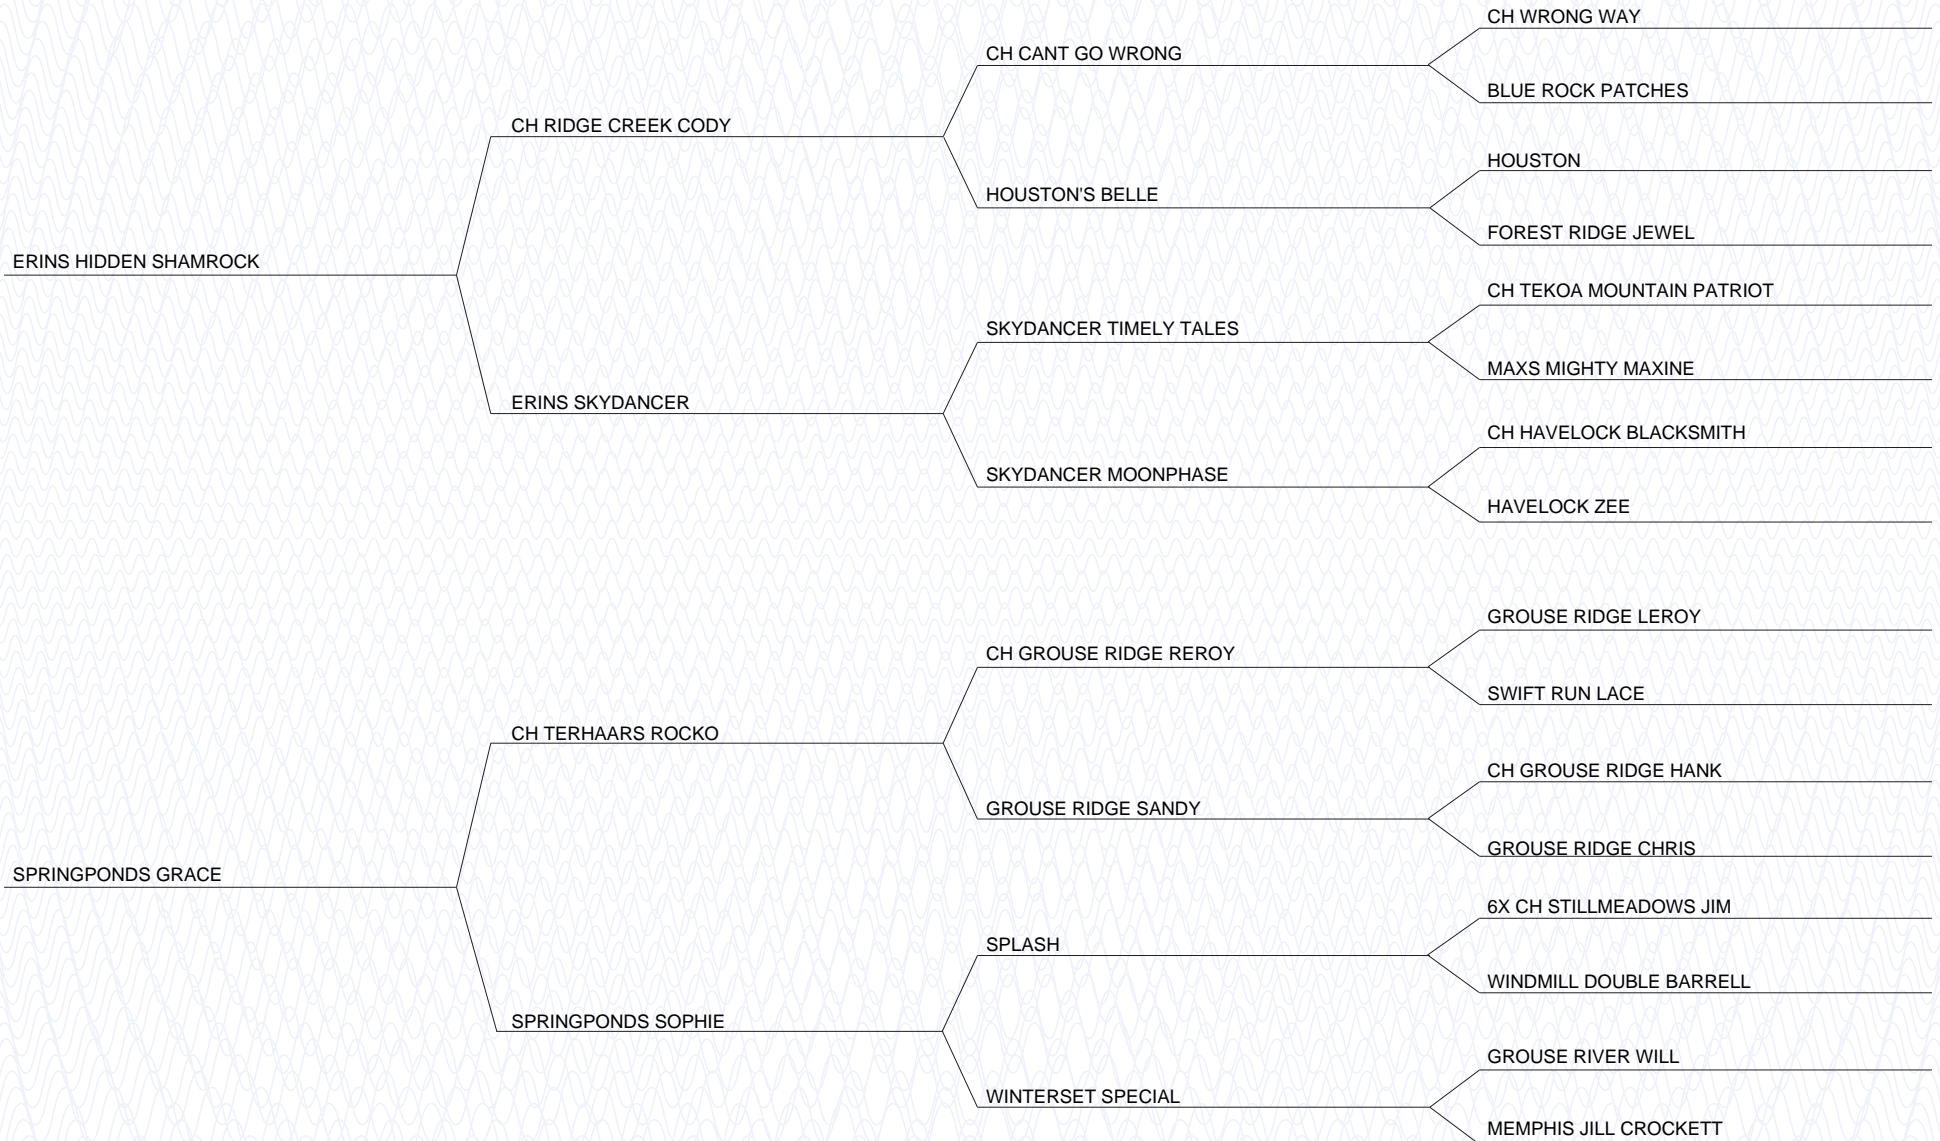 CH WRONG WAY
CH CANT GO WRONG
BLUE ROCK PATCHES
CH RIDGE CREEK CODY
HOUSTON
HOUSTON'S BELLE
FOREST RIDGE JEWEL
ERINS HIDDEN SHAMROCK
CH TEKOA MOUNTAIN PATRIOT
SKYDANCER TIMELY TALES
MAXS MIGHTY MAXINE
ERINS SKYDANCER
CH HAVELOCK BLACKSMITH
SKYDANCER MOONPHASE
HAVELOCK ZEE
GROUSE RIDGE LEROY
CH GROUSE RIDGE REROY
SWIFT RUN LACE
CH TERHAARS ROCKO
CH GROUSE RIDGE HANK
GROUSE RIDGE SANDY
GROUSE RIDGE CHRIS
SPRINGPONDS GRACE
6X CH STILLMEADOWS JIM
SPLASH
WINDMILL DOUBLE BARRELL
SPRINGPONDS SOPHIE
GROUSE RIVER WILL
WINTERSET SPECIAL
MEMPHIS JILL CROCKETT